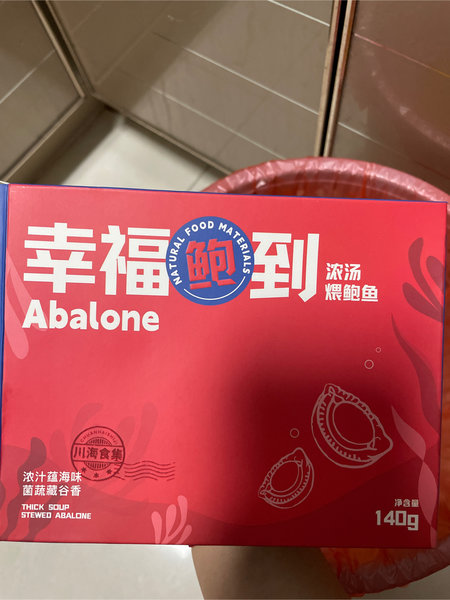 幸福鲍到
NATURAL FOOD MATERIALS
浓汤
煨鲍鱼
Abalone
川海食集
浓汁蕴海味
菌蔬藏谷香
THICK SOUP
STEWED ABALONE
净含量
140g